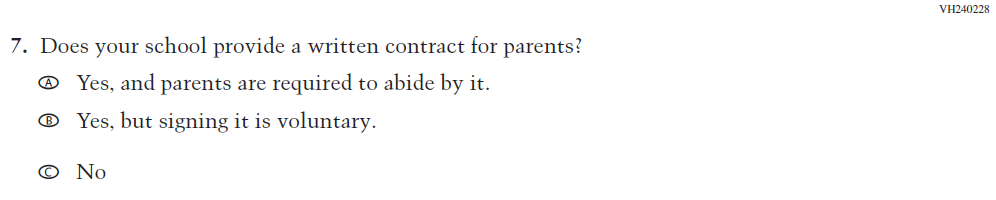 VH240228
7. Does your school provide a written contract for parents?
A Yes, and parents are required to abide by it.
B Yes, but signing it is voluntary.
C No